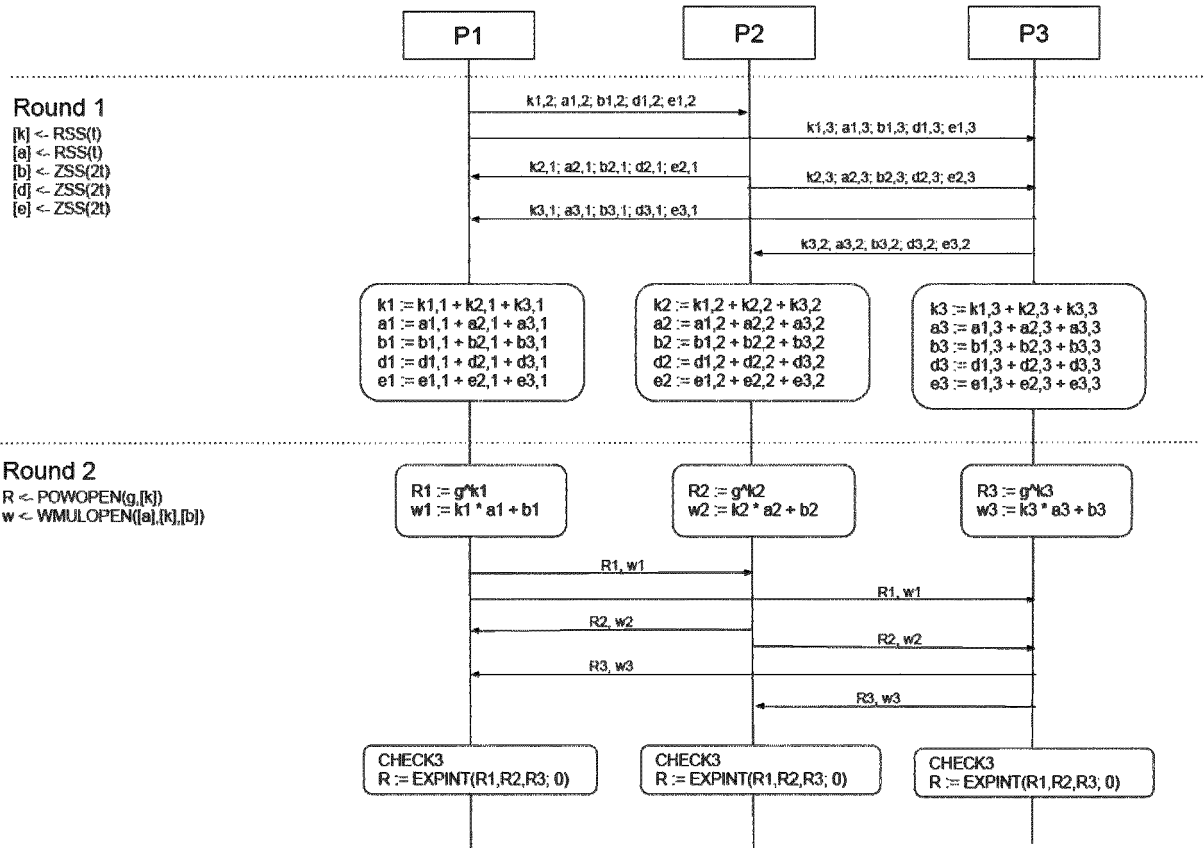 P1
P2
P3
Round 1
[k] <- RSS(t)
[a] <- RSS(t)
[b] <- ZSS(2t)
[d] <- ZSS(2t)
[e] <- ZSS(2t)
k1,2; a1,2; b1,2; d1,2; e1,2
k1,3; a1,3; b1,3; d1,3; e1,3
k2,1; a2,1; b2,1; d2,1; e2,1
k2,3; a2,3; b2,3; d2,3; e2,3
k3,1; a3,1; b3,1; d3,1; e3,1
k3,2; a3,2; b3,2; d3,2; e3,2
k1 := k1,1 + k2,1 + k3,1
a1 := a1,1 + a2,1 + a3,1
b1 := b1,1 + b2,1 + b3,1
d1 := d1,1 + d2,1 + d3,1
e1 := e1,1 + e2,1 + e3,1
k2 := k1,2 + k2,2 + k3,2
a2 := a1,2 + a2,2 + a3,2
b2 := b1,2 + b2,2 + b3,2
d2 := d1,2 + d2,2 + d3,2
e2 := e1,2 + e2,2 + e3,2
k3 := k1,3 + k2,3 + k3,3
a3 := a1,3 + a2,3 + a3,3
b3 := b1,3 + b2,3 + b3,3
d3 := d1,3 + d2,3 + d3,3
e3 := e1,3 + e2,3 + e3,3
Round 2
R <- POWOPEN(g,[k])
w <- WMULOPEN([a],[k],[b])
R1 := g^k1
w1 := k1 * a1 + b1
R2 := g^k2
w2 := k2 * a2 + b2
R3 := g^k3
w3 := k3 * a3 + b3
R1, w1
R1, w1
R2, w2
R2, w2
R3, w3
R3, w3
CHECK3
R := EXPINT(R1,R2,R3; 0)
CHECK3
R := EXPINT(R1,R2,R3; 0)
CHECK3
R := EXPINT(R1,R2,R3; 0)